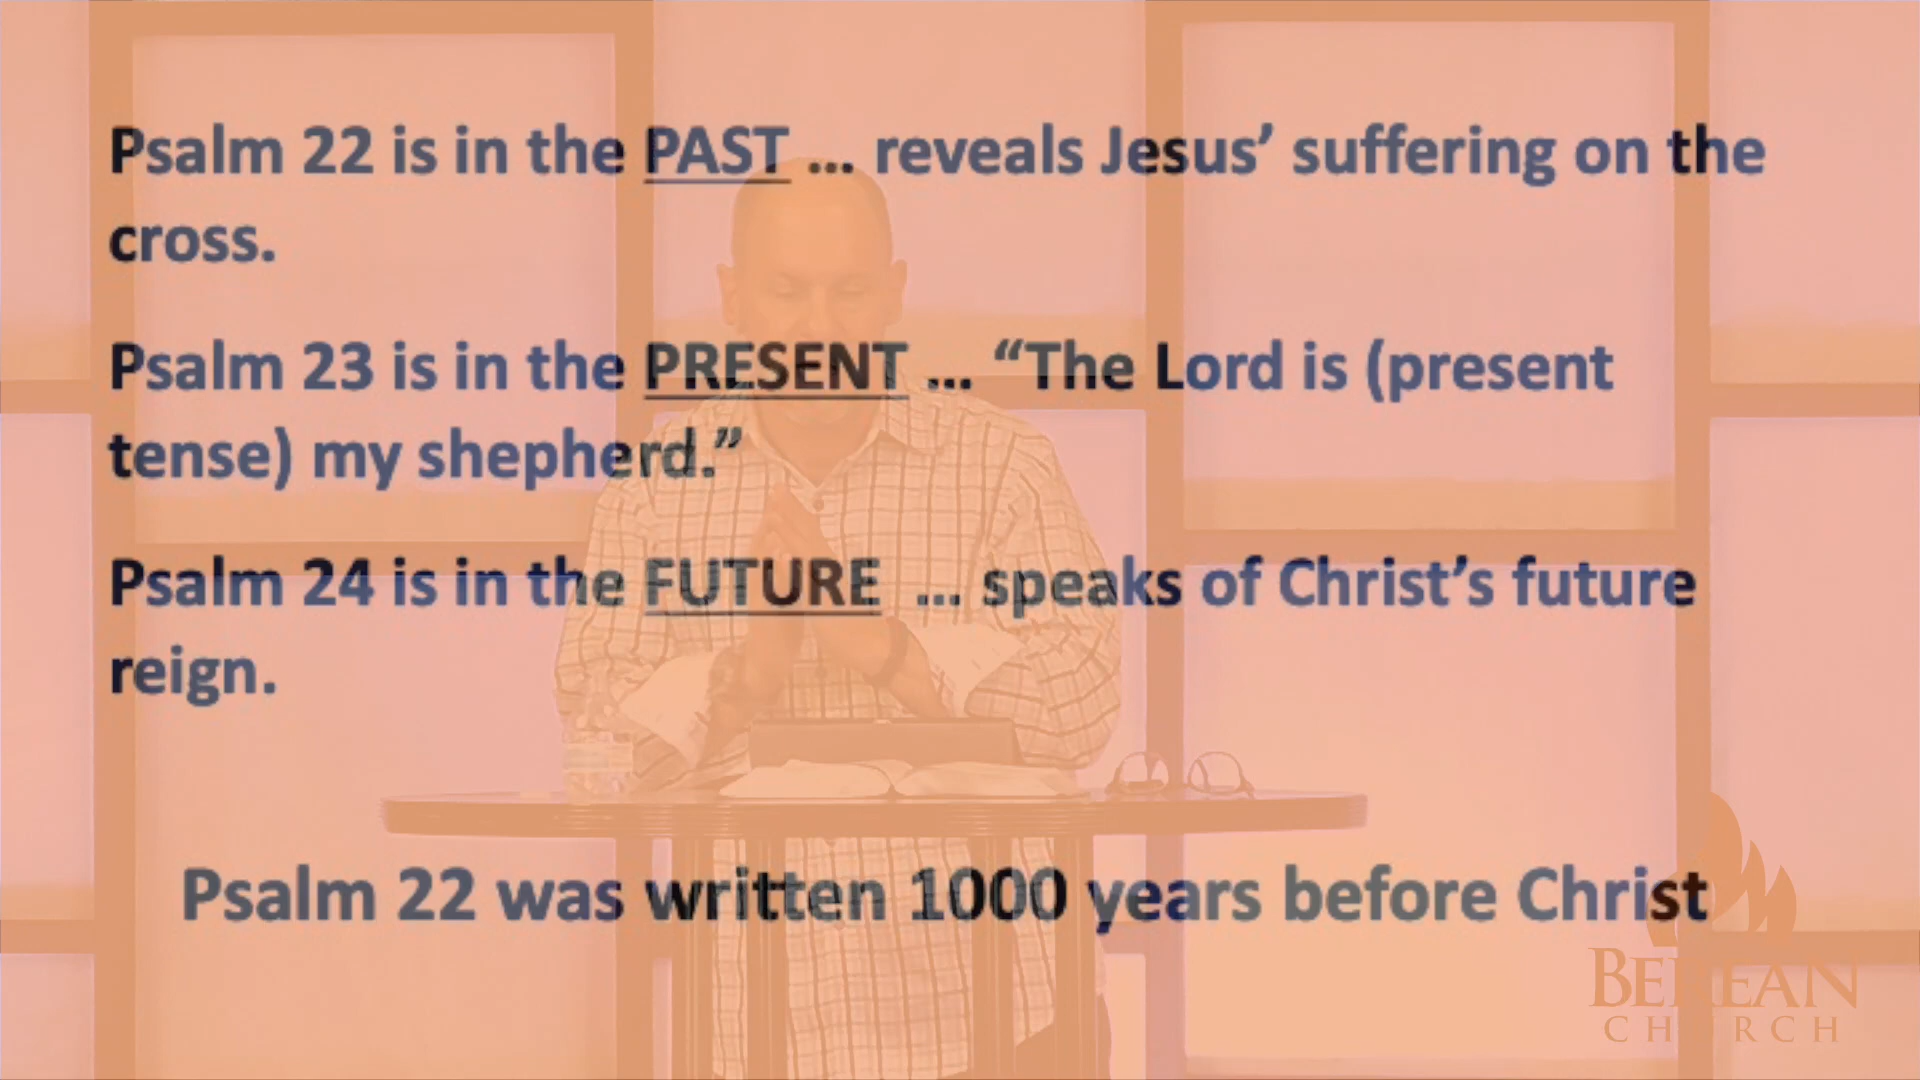 Psalm 22 is in the PAST ... reveals Jesus’ suffering on the
cross.
Psalm 23 is in the PRESENT ... “The Lord is (present
tense) my shepherd.”
Psalm 24 is in the FUTURE ... speaks of Christ’s future
reign.
Psalm 22 was written 1000 years before Christ
BEREAN
CHURCH